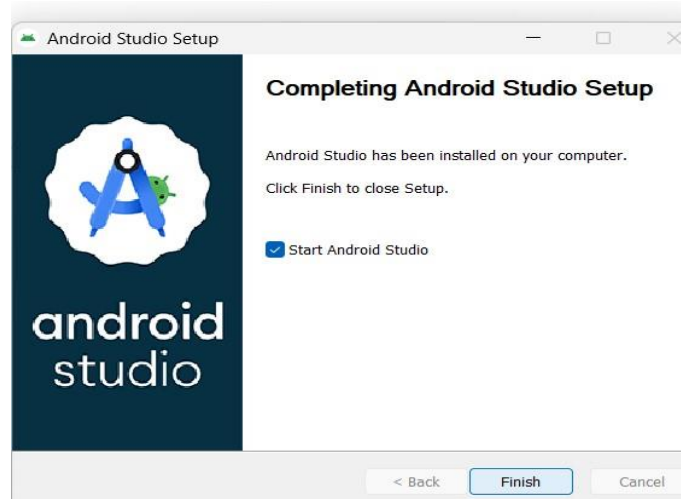 Android Studio Setup
Completing Android Studio Setup
Android Studio has been installed on your computer.
Click Finish to close Setup.
Start Android Studio
android
studio
< Back
Finish
Cancel